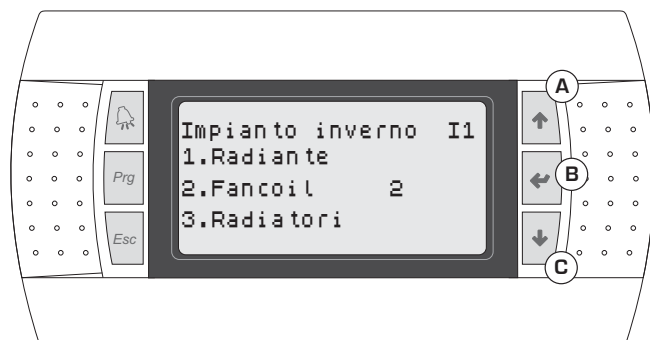 A
Impianto inverno I1
1.Radiante
Prg
B
2.Fancoil 2
3.Radiatori
Esc
C